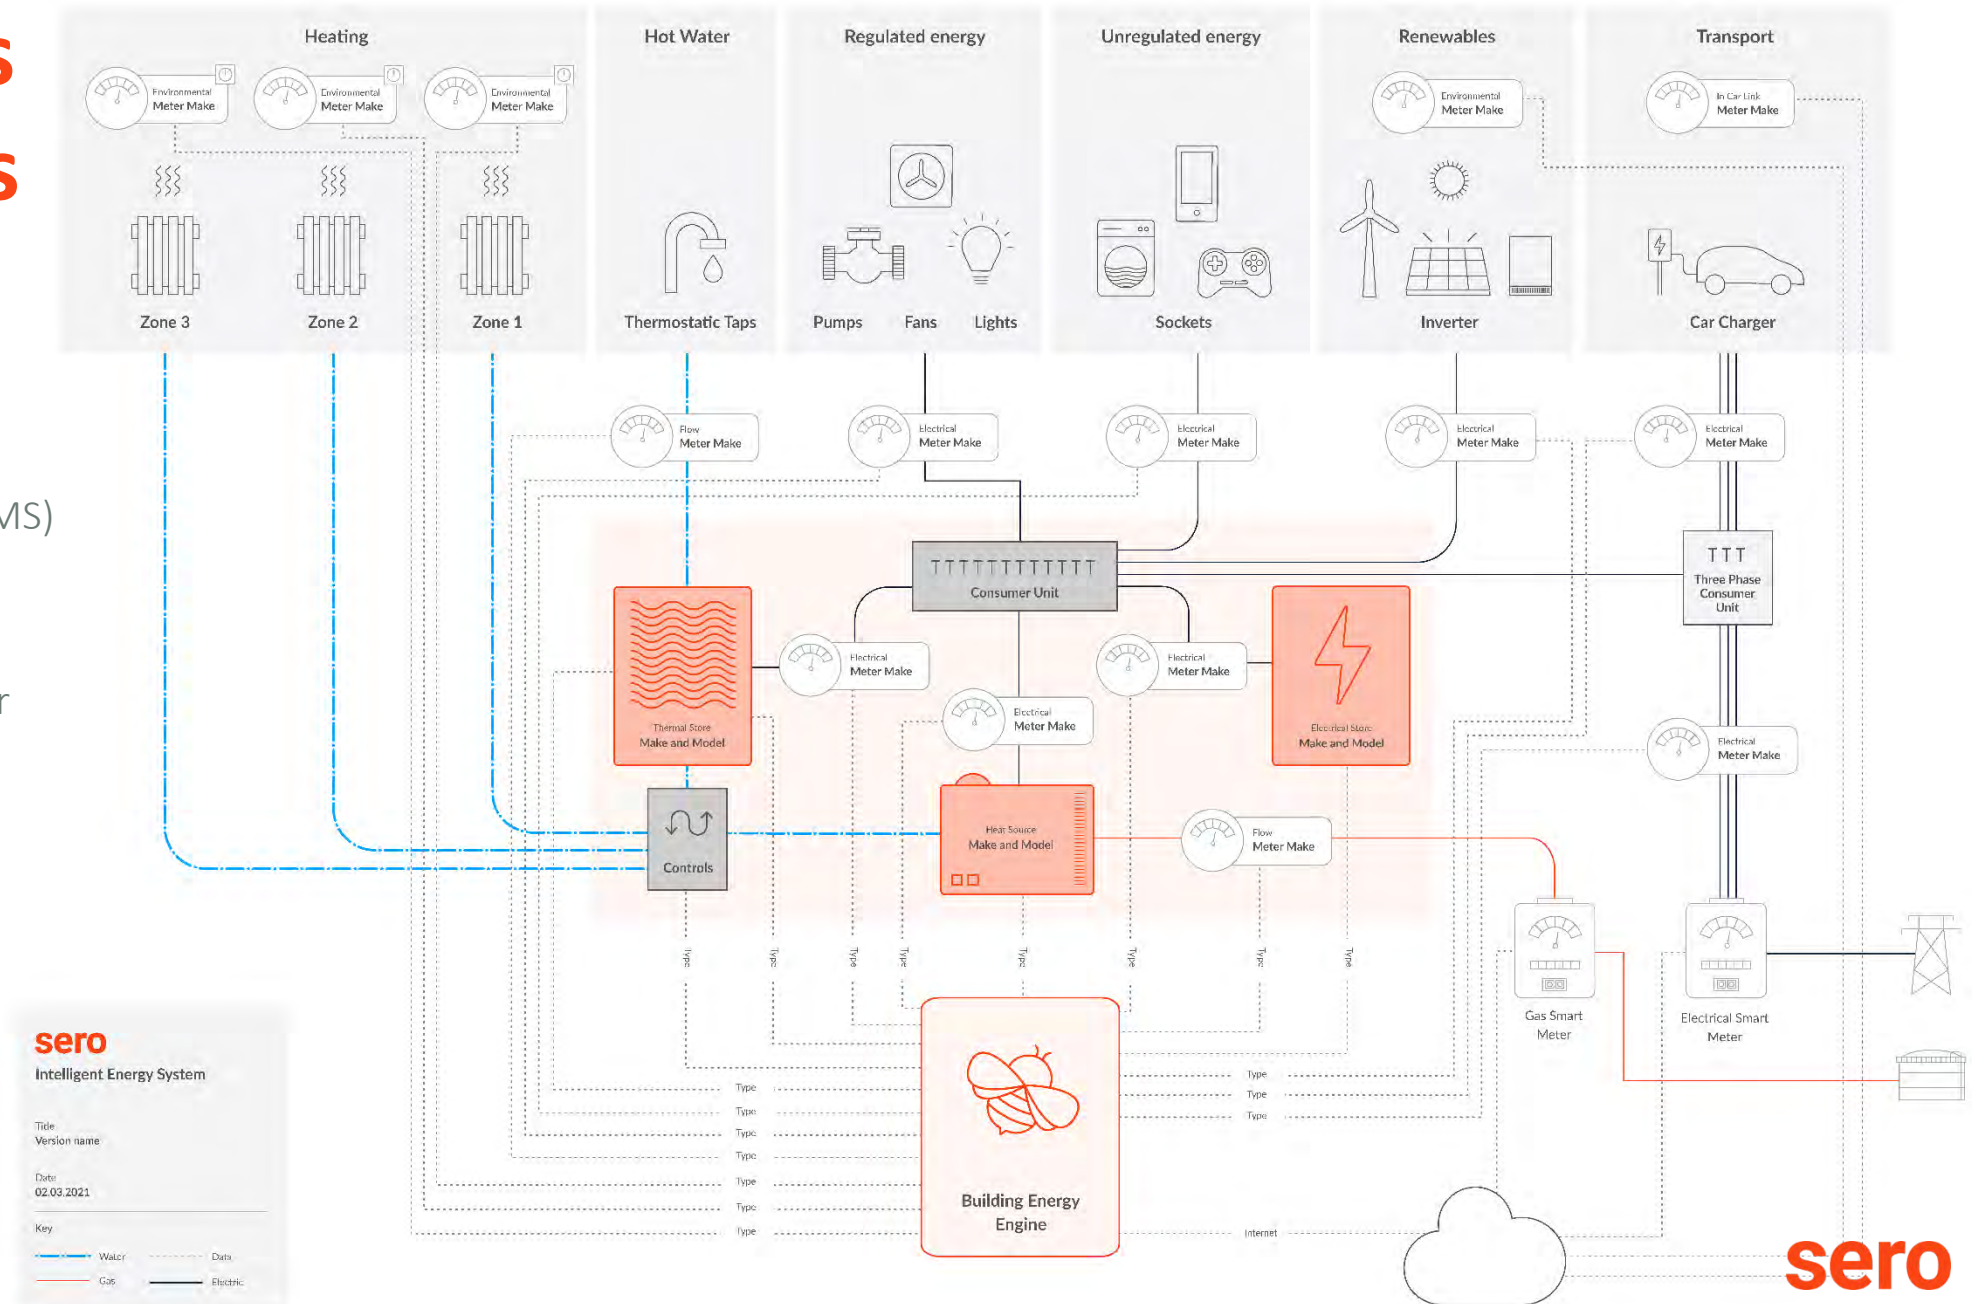 s
s
MS)
r
Heating
Hot Water
Regulated energy
Unregulated energy
Renewables
Transport
Environmental
Meter Make
Environmental
Meter Make
Environmental
Meter Make
Environmental
Meter Make
In Car Link
Meter Make
Zone 3
Zone 2
Zone 1
Thermostatic Taps
Pumps
Fans
Lights
Sockets
Inverter
Car Charger
Flow
Meter Make
Electrical
Meter Make
Electrical
Meter Make
Electrical
Meter Make
Electrical
Meter Make
TTTTTTTTTTTT
Consumer Unit
TTT
Three Phase
Consumer
Unit
Electrical
Meter Make
Electrical
Meter Make
Electrical
Meter Make
Thermal Store
Make and Model
Electrical Store
Make and Model
Electrical
Meter Make
Heat Source
Make and Model
Flow
Meter Make
Controls
Type
Type
Type
Type
Type
Type
Type
Type
Gas Smart
Meter
Electrical Smart
Meter
Type
Type
Type
Type
Type
Type
Type
Type
Type
Type
Building Energy
Engine
Internet
sero
Intelligent Energy System
Title
Version name
Date
02.03.2021
Key
Water
Data
Gas
Electric
sero